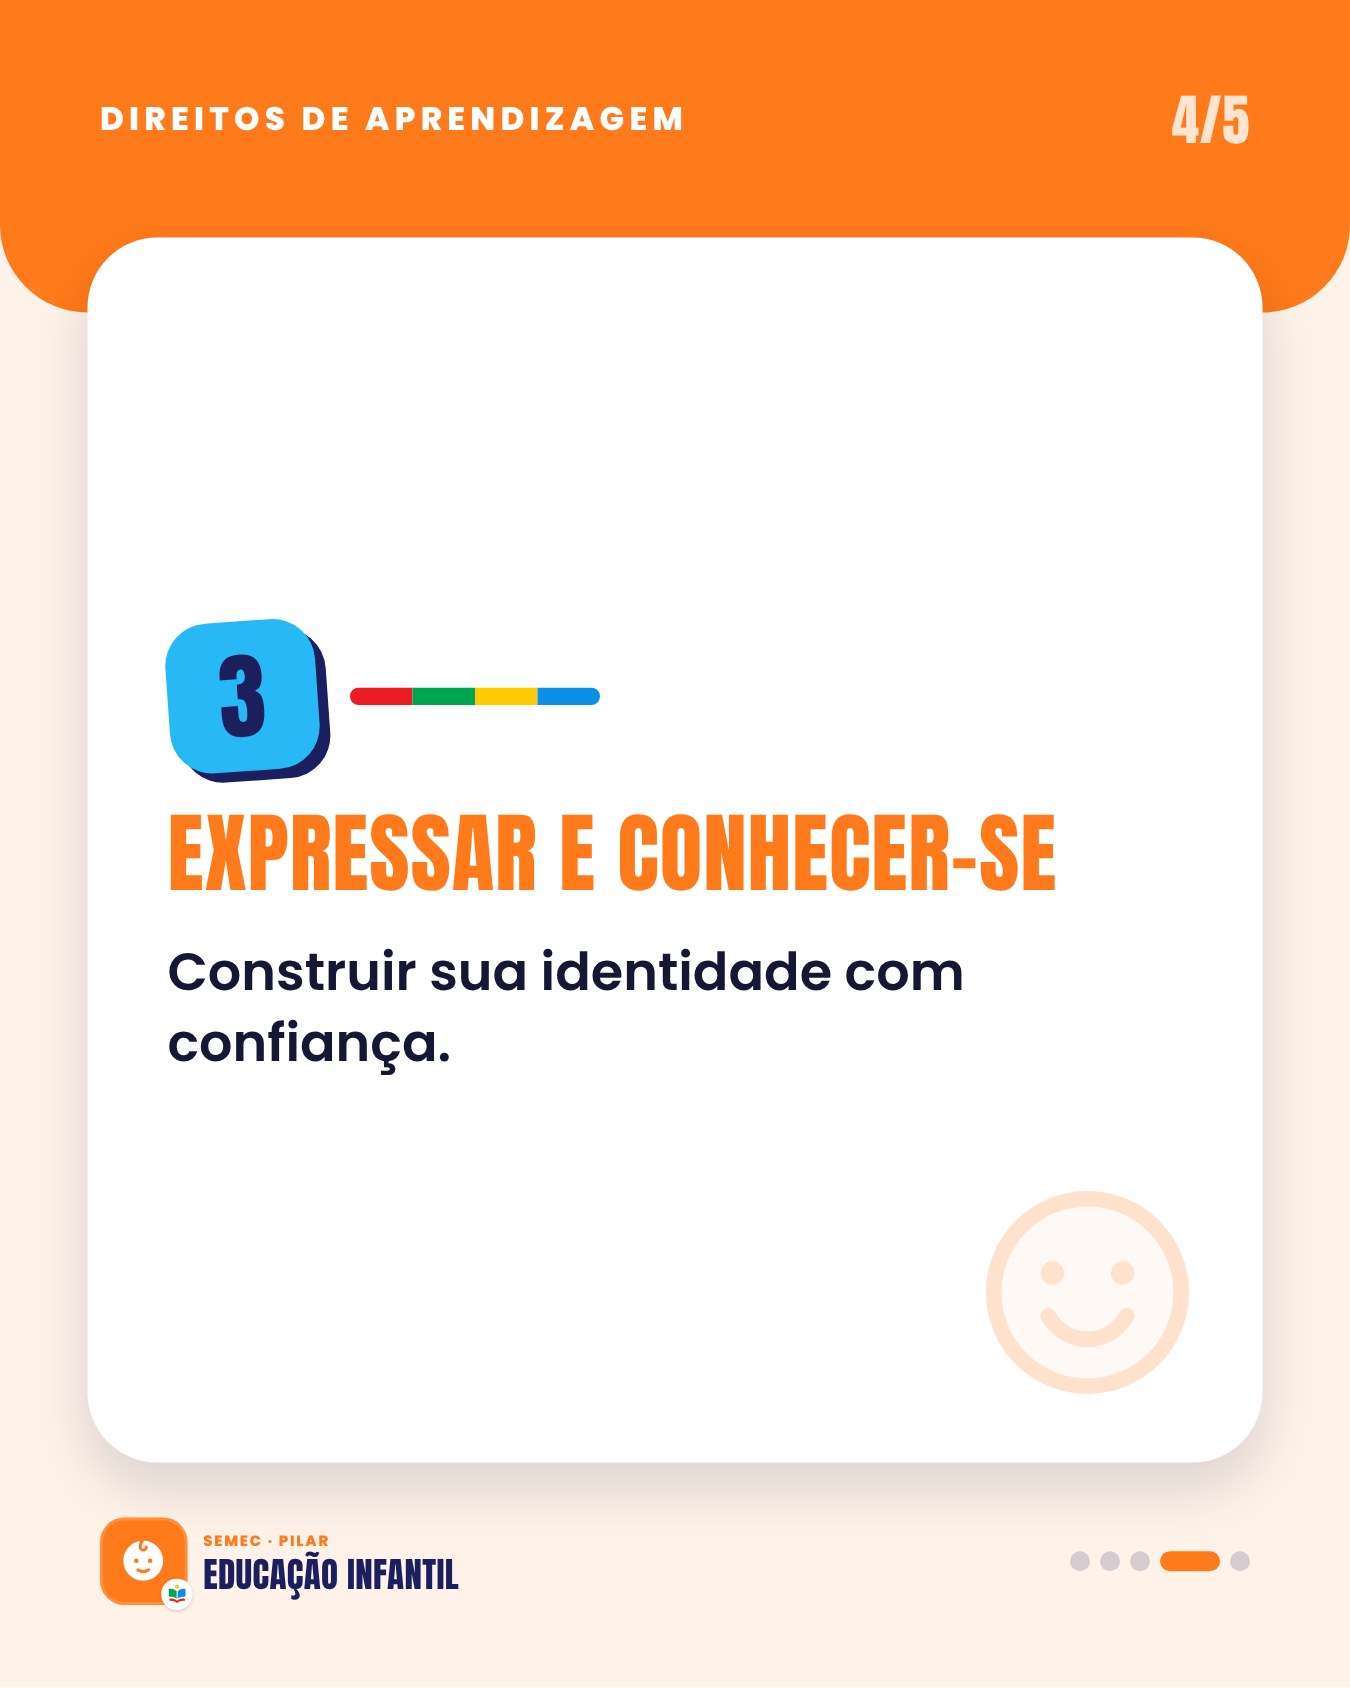 DIREITOS DE APRENDIZAGEM
4/5
3
EXPRESSAR E CONHECER-SE
Construir sua identidade com
confiança.
SEMEC · PILAR
EDUCAÇÃO INFANTIL